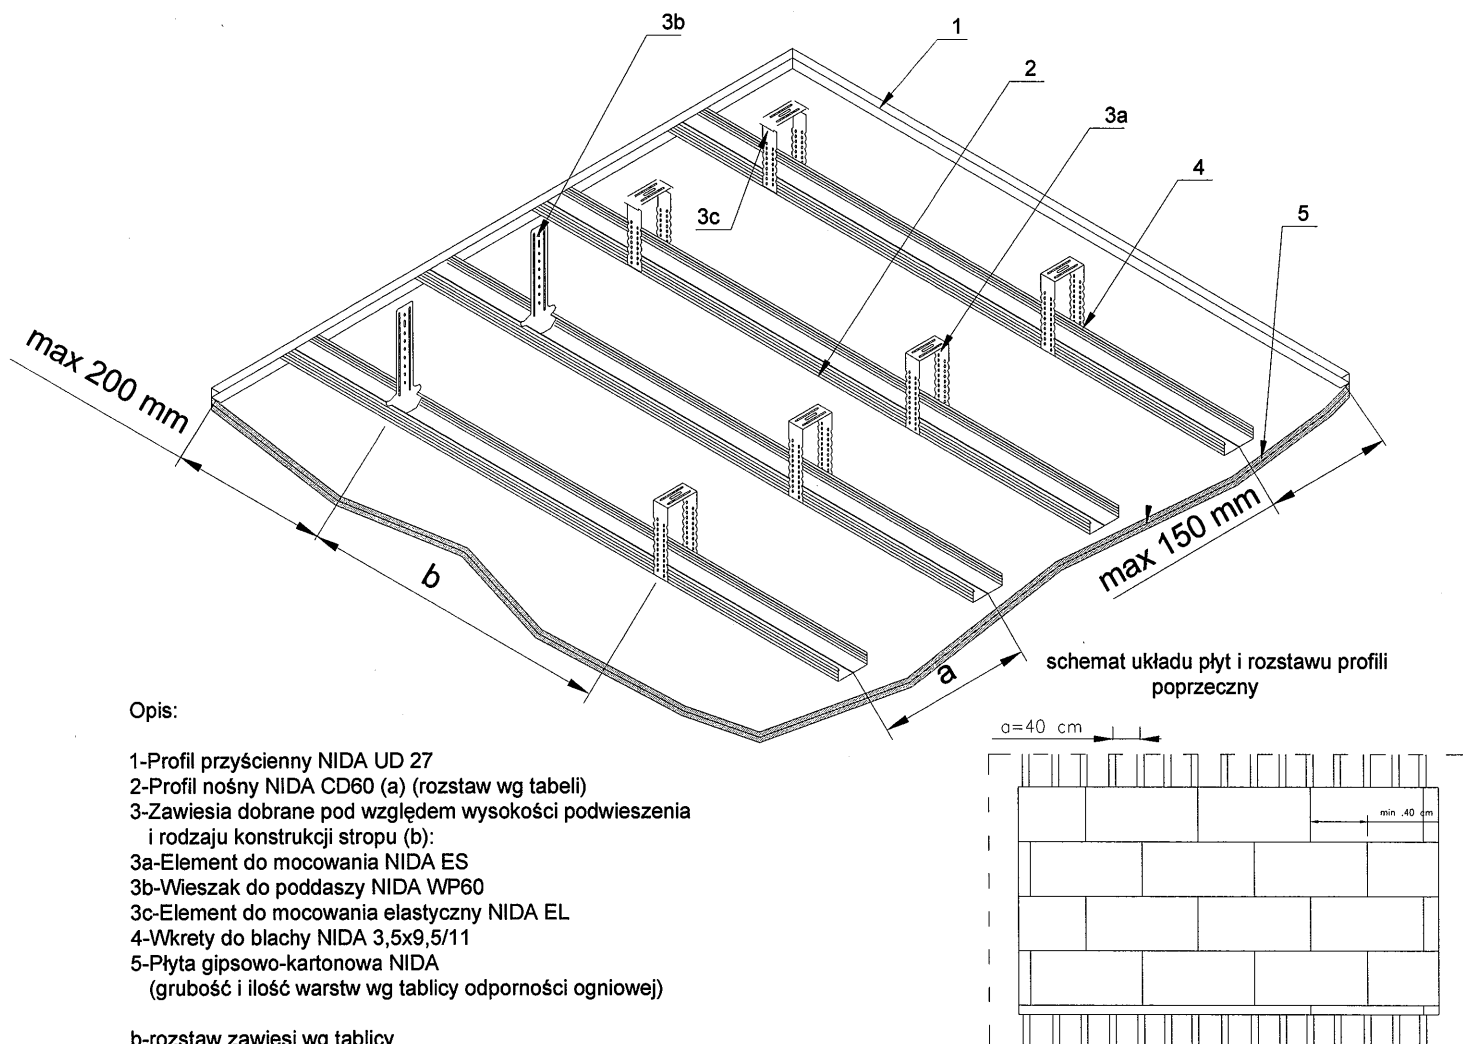 3b
1
2
3a
4
3c
5
max 200 mm
b
max 150 mm
a
schemat układu płyt i rozstawu profili
poprzeczny
a=40 cm
min .40 cm
Opis:
1-Profil przyścienny NIDA UD 27
2-Profil nośny NIDA CD60 (a) (rozstaw wg tabeli)
3-Zawiesia dobrane pod względem wysokości podwieszenia
i rodzaju konstrukcji stropu (b):
3a-Element do mocowania NIDA ES
3b-Wieszak do poddaszy NIDA WP60
3c-Element do mocowania elastyczny NIDA EL
4-Wkrety do blachy NIDA 3,5x9,5/11
5-Płyta gipsowo-kartonowa NIDA
(grubość i ilość warstw wg tablicy odporności ogniowej)
b-rozstaw zawiesi wg tablicy